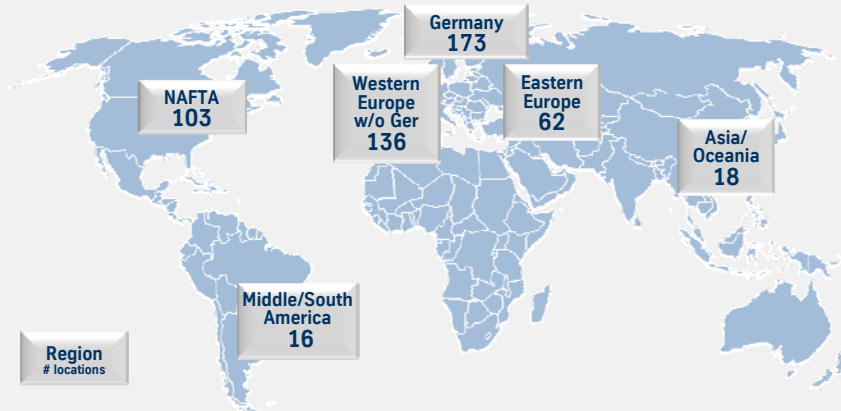 Germany
173
Western
Europe
w/o Ger
136
Eastern
Europe
62
NAFTA
103
Asia/
Oceania
18
Middle/South
America
16
Region
# locations